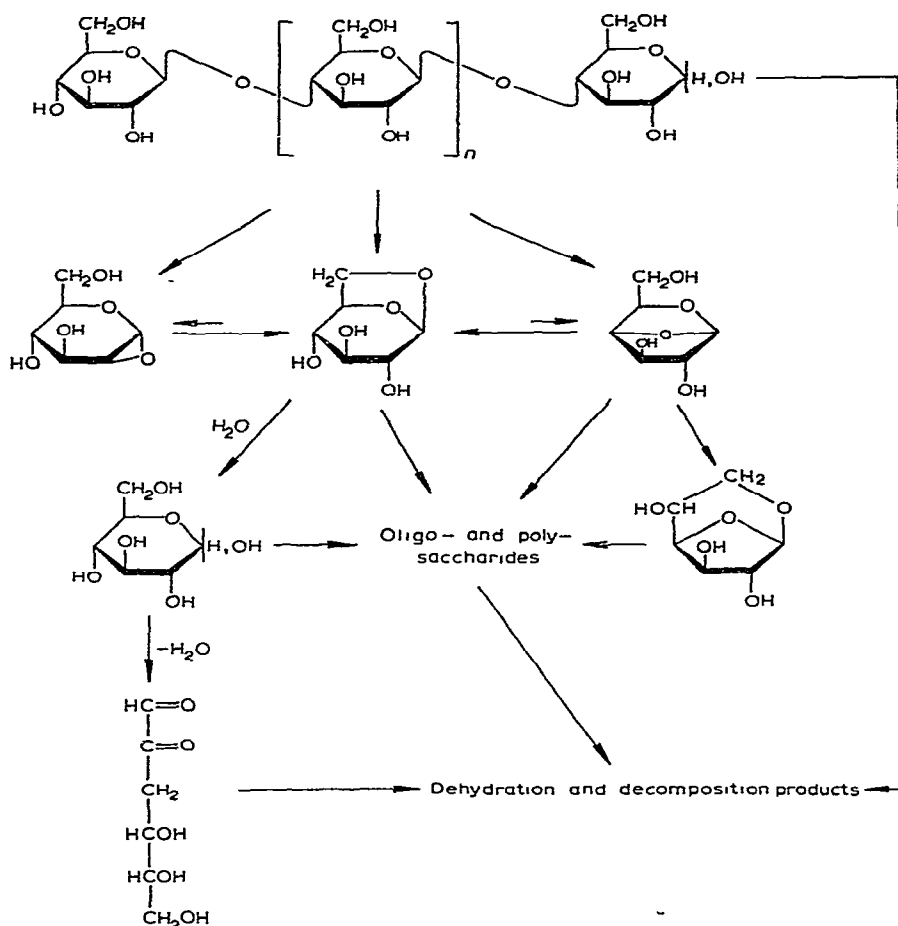 CH₂OH CH₂OH CH₂OH
O O O
OH O OH O OH H, OH
HO OH OH OH
n
CH₂OH H₂C O CH₂OH
O O O
OH OH O OH
HO O HO OH OH
H₂O
CH₂OH CH₂
O HOCH O O
OH H, OH Oligo- and poly-
saccharides OH
HO OH OH
-H₂O
HC=O
C=O
CH₂ Dehydration and decomposition products
HCOH
HCOH
CH₂OH